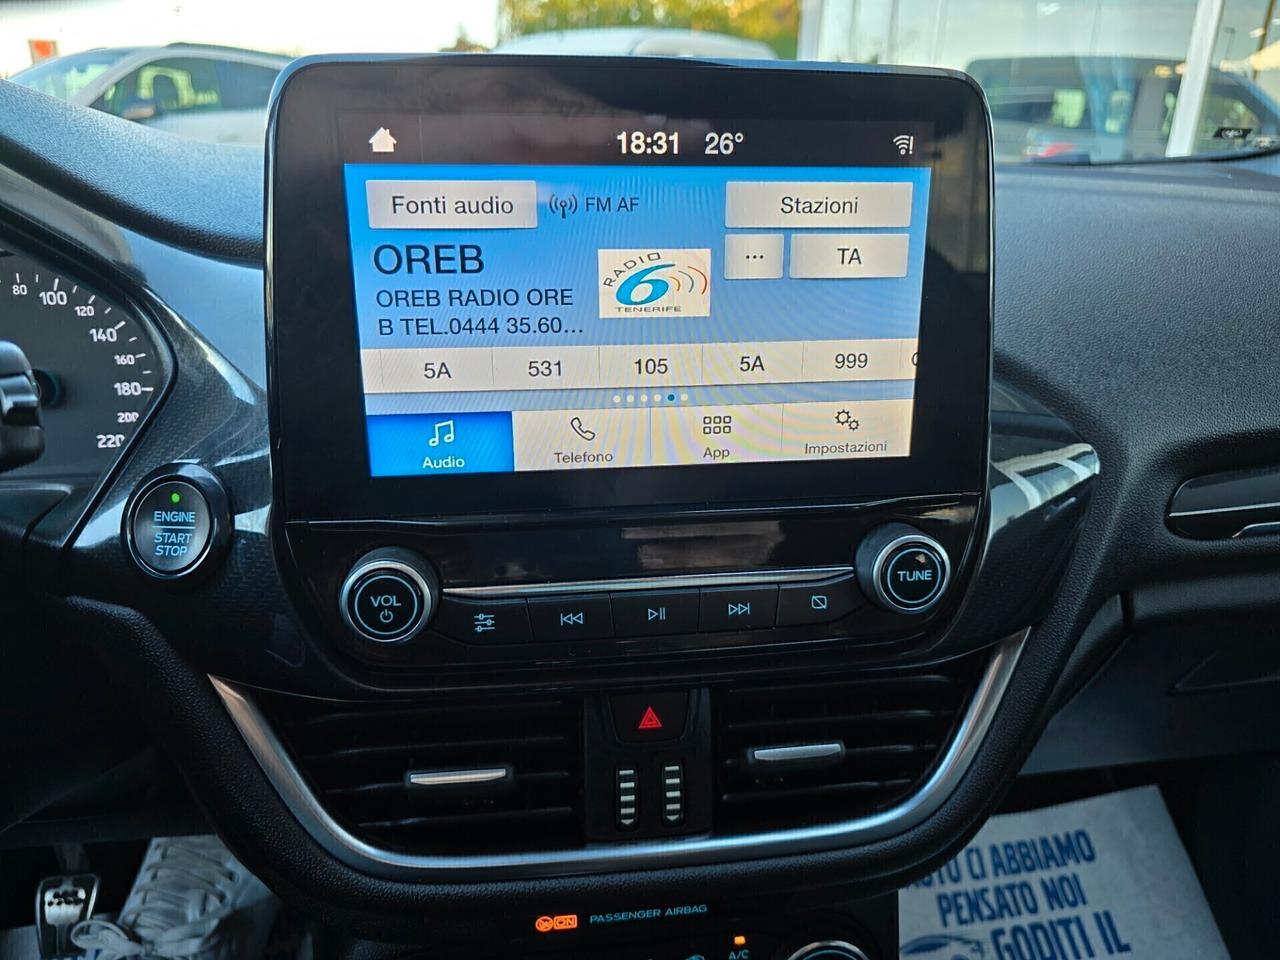 18:31 26°
Fonti audio FM AF Stazioni
OREB
... TA
RADIO 6 TENERIFE
OREB RADIO ORE
B TEL.0444 35.60...
5A 531 105 5A 999
Audio Telefono App Impostazioni
80 100 120 140 160 180 200 220
ENGINE
START
STOP
VOL
TUNE
PASSENGER AIRBAG
ON
A/C
CI ABBIAMO
PENSATO NOI
GODITI IL